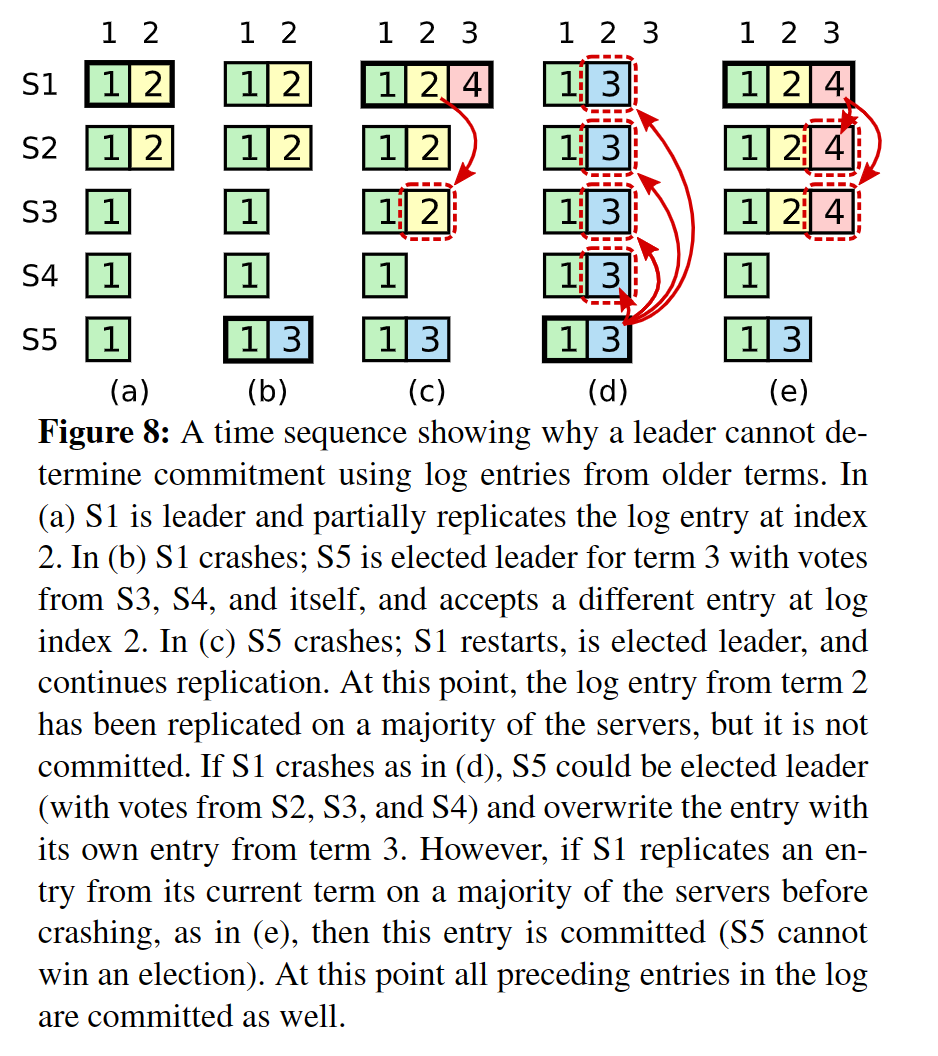 1 2 1 2 1 2 3 1 2 3 1 2 3
S1 1 2 1 2 1 2 4 1 3 1 2 4
S2 1 2 1 2 1 2 1 3 1 2 4
S3 1 1 1 2 1 3 1 2 4
S4 1 1 1 1 3 1
S5 1 1 3 1 3 1 3 1 3
(a) (b) (c) (d) (e)
Figure 8: A time sequence showing why a leader cannot de-
termine commitment using log entries from older terms. In
(a) S1 is leader and partially replicates the log entry at index
2. In (b) S1 crashes; S5 is elected leader for term 3 with votes
from S3, S4, and itself, and accepts a different entry at log
index 2. In (c) S5 crashes; S1 restarts, is elected leader, and
continues replication. At this point, the log entry from term 2
has been replicated on a majority of the servers, but it is not
committed. If S1 crashes as in (d), S5 could be elected leader
(with votes from S2, S3, and S4) and overwrite the entry with
its own entry from term 3. However, if S1 replicates an en-
try from its current term on a majority of the servers before
crashing, as in (e), then this entry is committed (S5 cannot
win an election). At this point all preceding entries in the log
are committed as well.